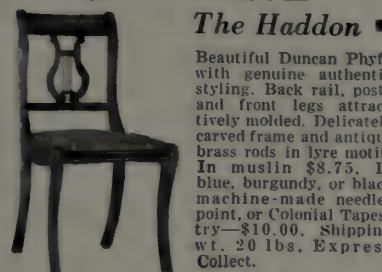 The Haddon
Beautiful Duncan Phyf
with genuine authenti
styling. Back rail, post
and front legs attrac
tively molded. Delicatel
carved frame and antiqu
brass rods in lyre motif
In muslin $8.75. I
blue, burgundy, or blac
machine-made needle
point, or Colonial Tapes
try—$10.00. Shippin
wt. 20 lbs. Expres
Collect.